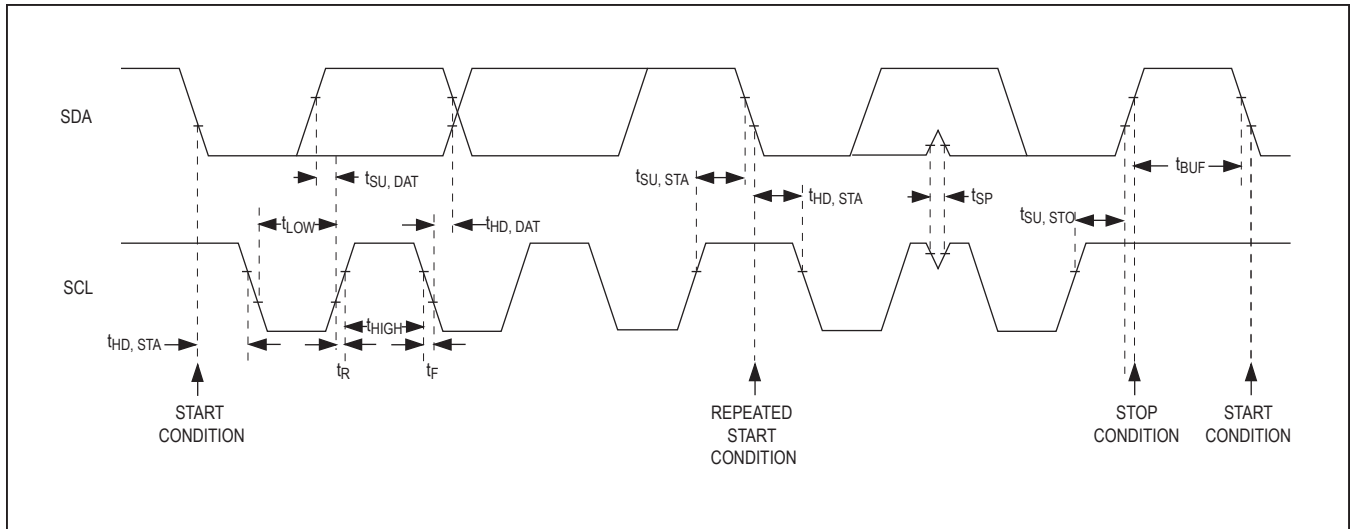 SDA
tSU, DAT
tSU, STA
tHD, STA
tSP
tBUF
tSU, STO
tLOW
tHD, DAT
SCL
tHIGH
tHD, STA
tR
tF
START
CONDITION
REPEATED
START
CONDITION
STOP
CONDITION
START
CONDITION